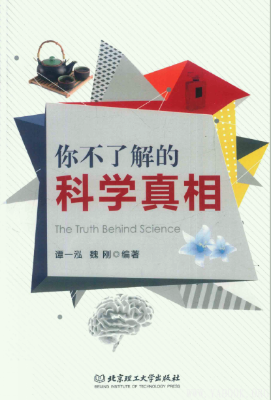 你不了解的
科学真相
The Truth Behind Science
谭一泓 魏 刚◎编著
北京理工大学出版社
BEIJING INSTITUTE OF TECHNOLOGY PRESS